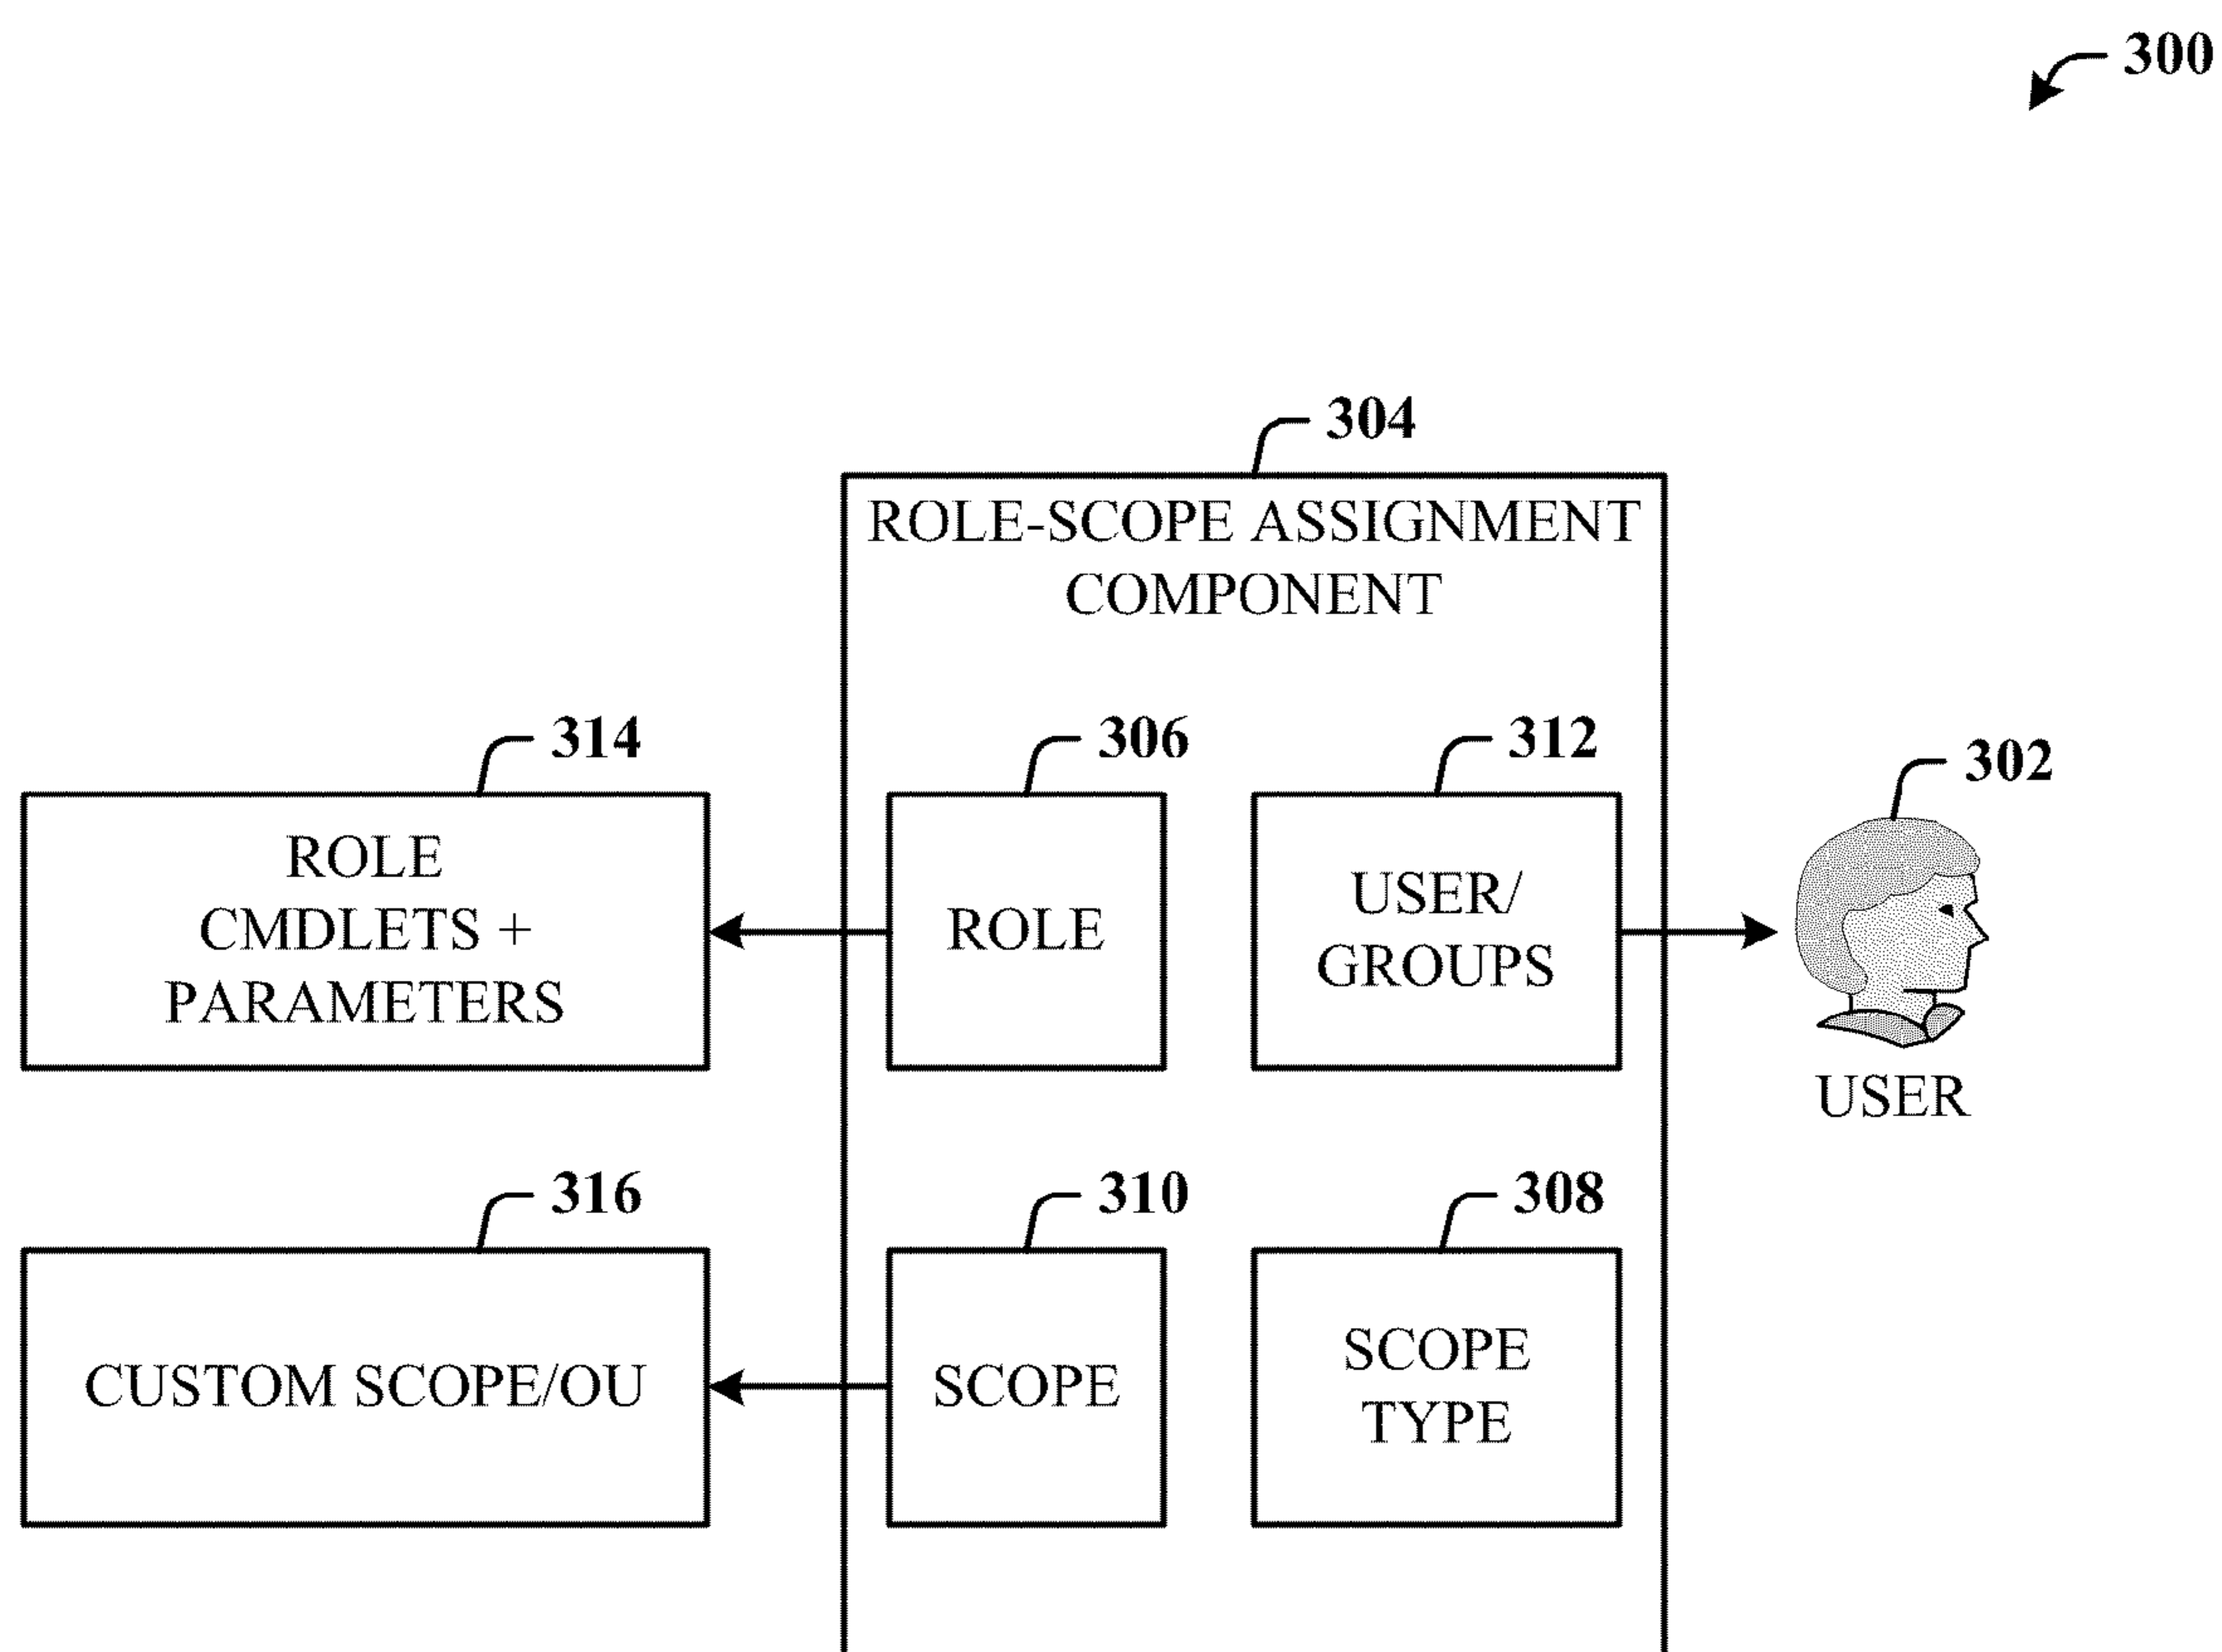 300
304
ROLE-SCOPE ASSIGNMENT
COMPONENT
314
306
312
302
ROLE
CMDLETS +
PARAMETERS
ROLE
USER/
GROUPS
USER
316
310
308
CUSTOM SCOPE/OU
SCOPE
SCOPE
TYPE